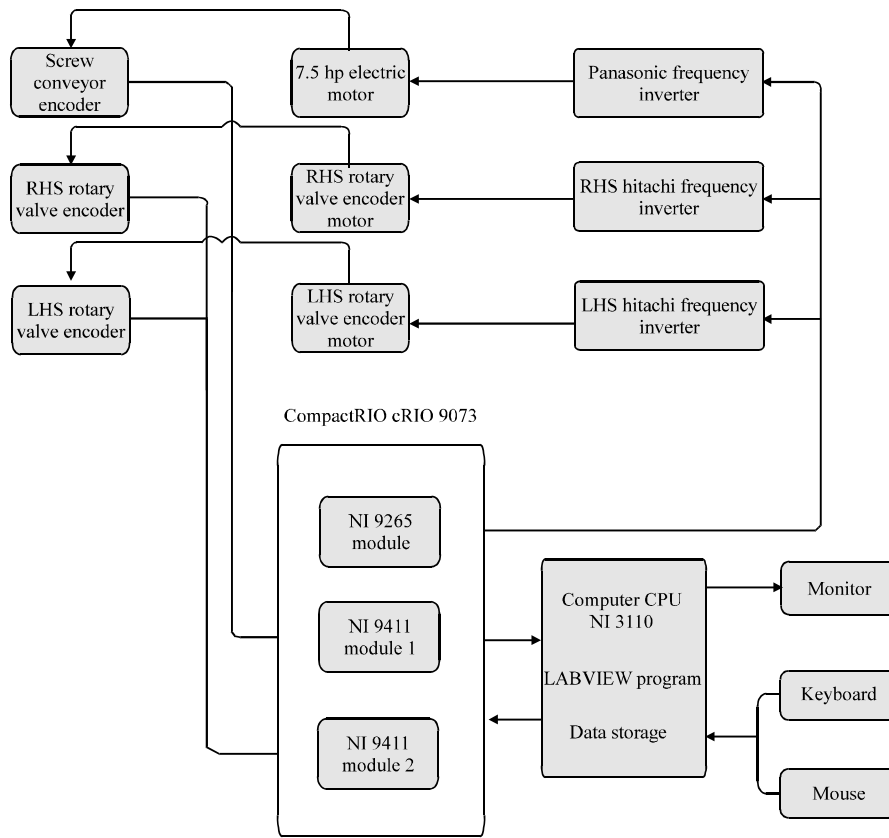 Screw
conveyor
encoder
7.5 hp electric
motor
Panasonic frequency
inverter
RHS rotary
valve encoder
RHS rotary
valve encoder
motor
RHS hitachi frequency
inverter
LHS rotary
valve encoder
LHS rotary
valve encoder
motor
LHS hitachi frequency
inverter
CompactRIO cRIO 9073
NI 9265
module
NI 9411
module 1
NI 9411
module 2
Computer CPU
NI 3110
LABVIEW program
Data storage
Monitor
Keyboard
Mouse